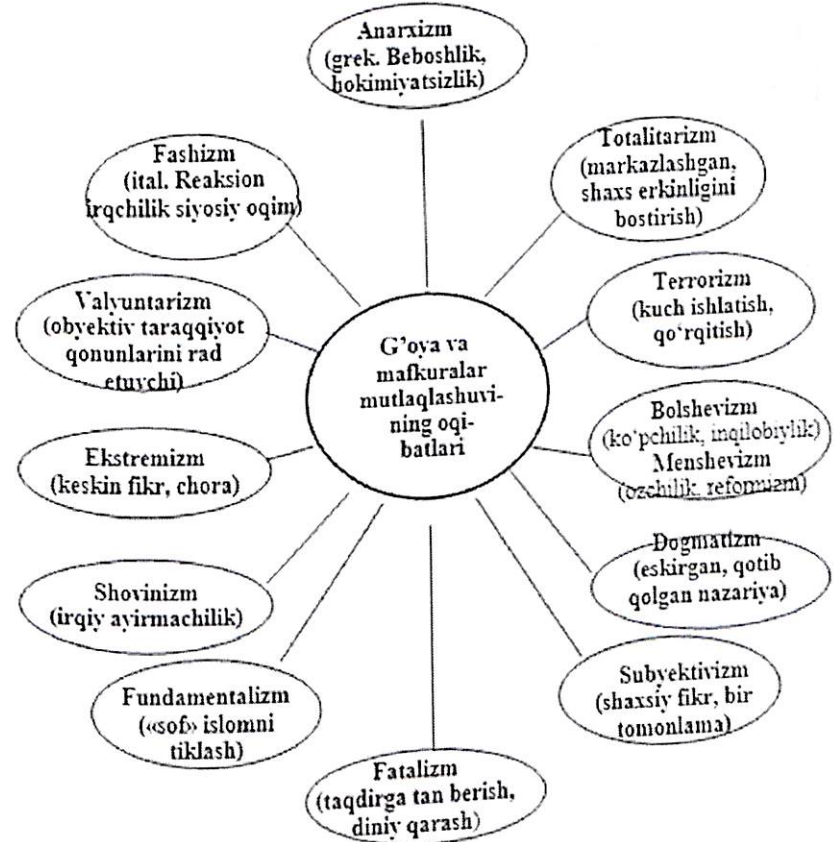 Anarxizm
(grek. Beboshlik,
hokimiyatsizlik)
Totalitarizm
(markazlashgan,
shaxs erkinligini
bostirish)
Terrorizm
(kuch ishlatish,
qo‘rqitish)
Bolshevizm
(ko‘pchilik, inqilobiylik)
Menshevizm
(ozchilik, refomuzm)
Dogmatizm
(eskirgan, qotib
qolgan nazariya)
Subyektivizm
(shaxsiy fikr, bir
tomonlama)
Fatalizm
(taqdirga tan berish,
diniy qarash)
Fundamentalizm
(«sof» islomni
tiklash)
Shovinizm
(irqiy ayirmachilik)
Ekstremizm
(keskin fikr, chora)
Valyuntarizm
(obyektiv taraqqiyot
qonunlarini rad
etuvchi)
Fashizm
(ital. Reaksion
irqchilik siyosiy oqim)
G’oya va
mafkuralar
mutlaqlashuvi-
ning oqi-
batlari